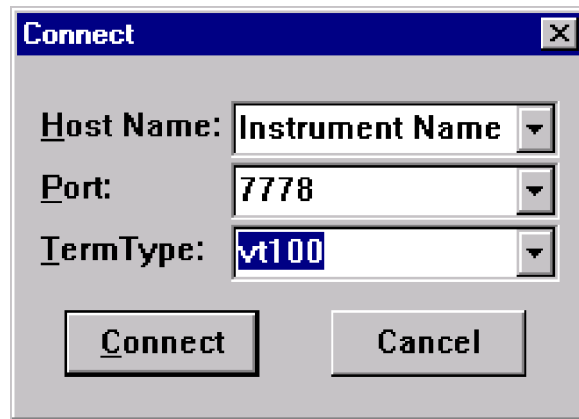 Connect
Host Name: Instrument Name
Port: 7778
TermType: vt100
Connect Cancel